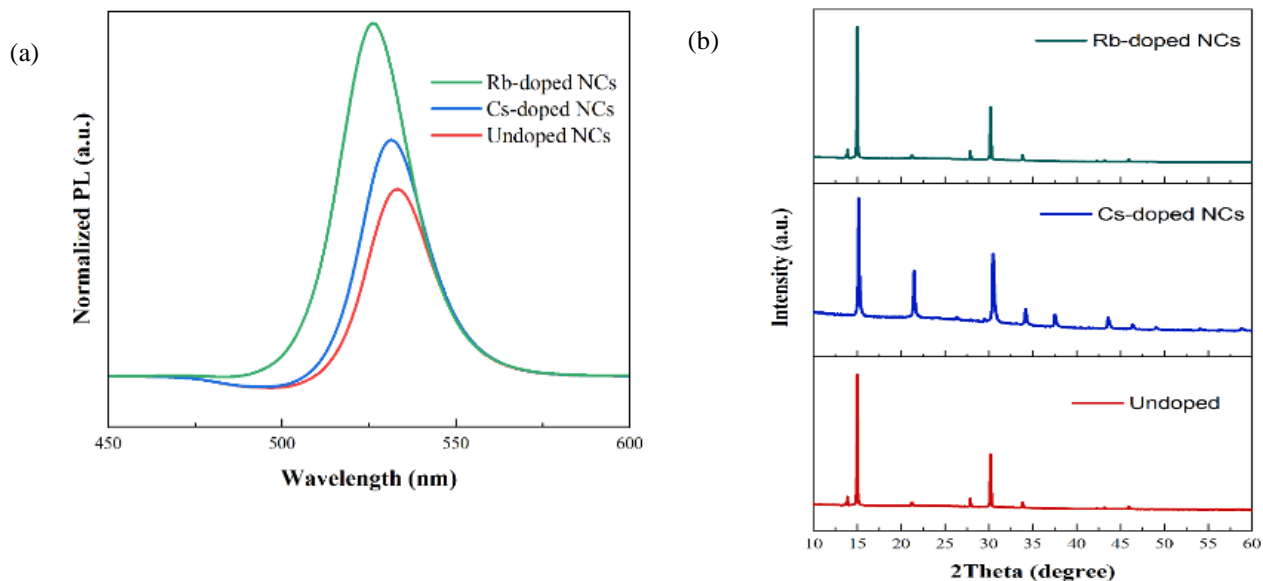 (a)
Normalized PL (a.u.)
Rb-doped NCs
Cs-doped NCs
Undoped NCs
450
500
550
600
Wavelength (nm)
(b)
Intensity (a.u.)
Rb-doped NCs
Cs-doped NCs
Undoped
10
15
20
25
30
35
40
45
50
55
60
2Theta (degree)